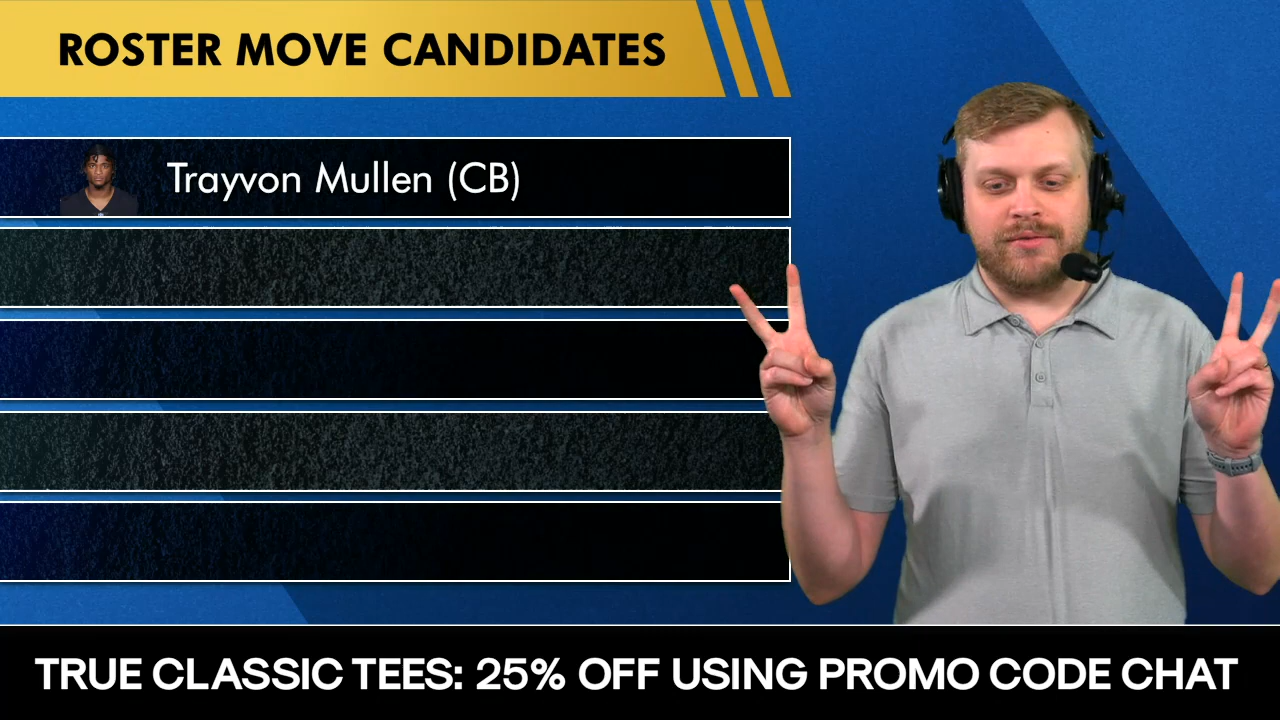 ROSTER MOVE CANDIDATES
Trayvon Mullen (CB)
TRUE CLASSIC TEES: 25% OFF USING PROMO CODE CHAT